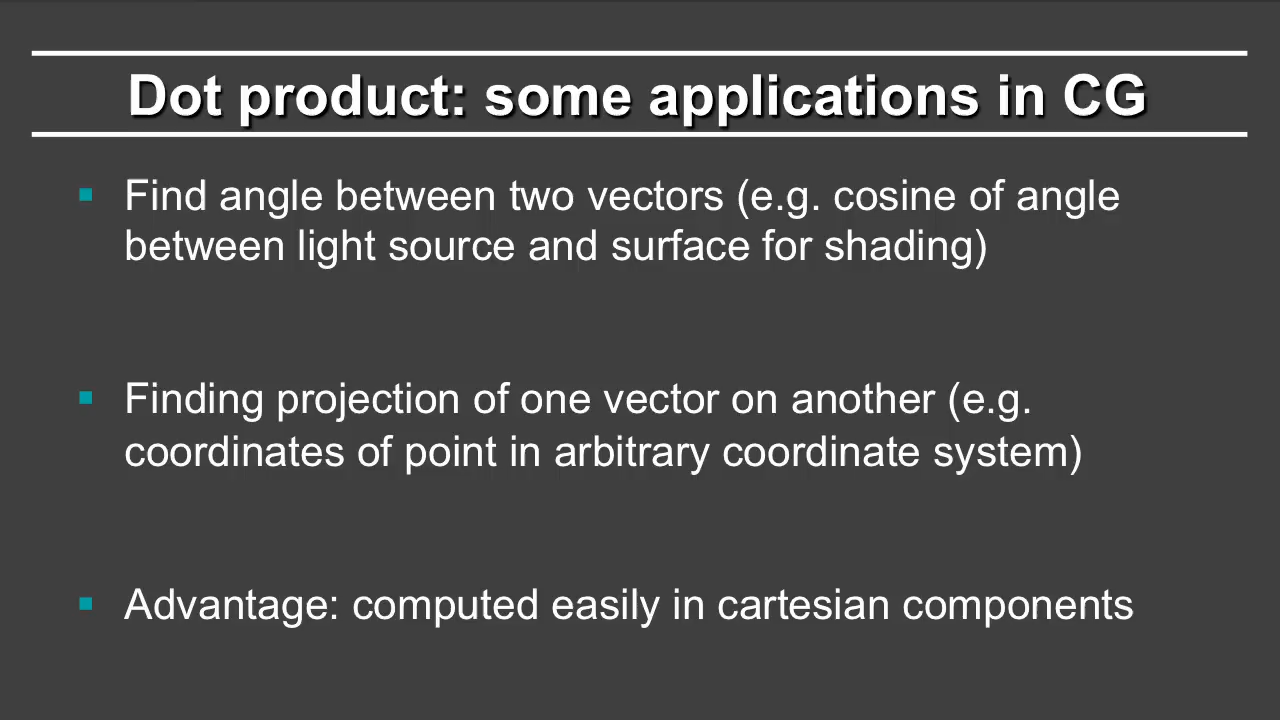 Dot product: some applications in CG
▪ Find angle between two vectors (e.g. cosine of angle
between light source and surface for shading)
▪ Finding projection of one vector on another (e.g.
coordinates of point in arbitrary coordinate system)
▪ Advantage: computed easily in cartesian components